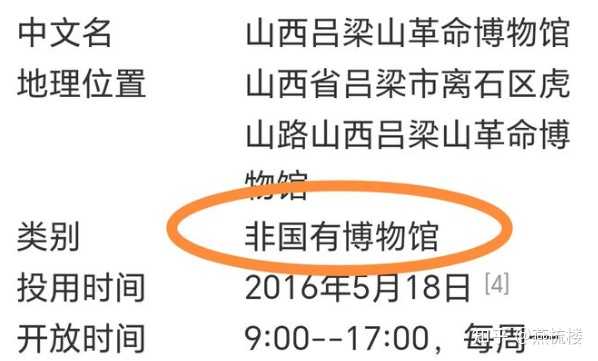 中文名 山西吕梁山革命博物馆
地理位置 山西省吕梁市离石区虎
山路山西吕梁山革命博
物馆
类别 非国有博物馆
投用时间 2016年5月18日 [4]
开放时间 9:00--17:00，每周一
知乎 @燕梳楼